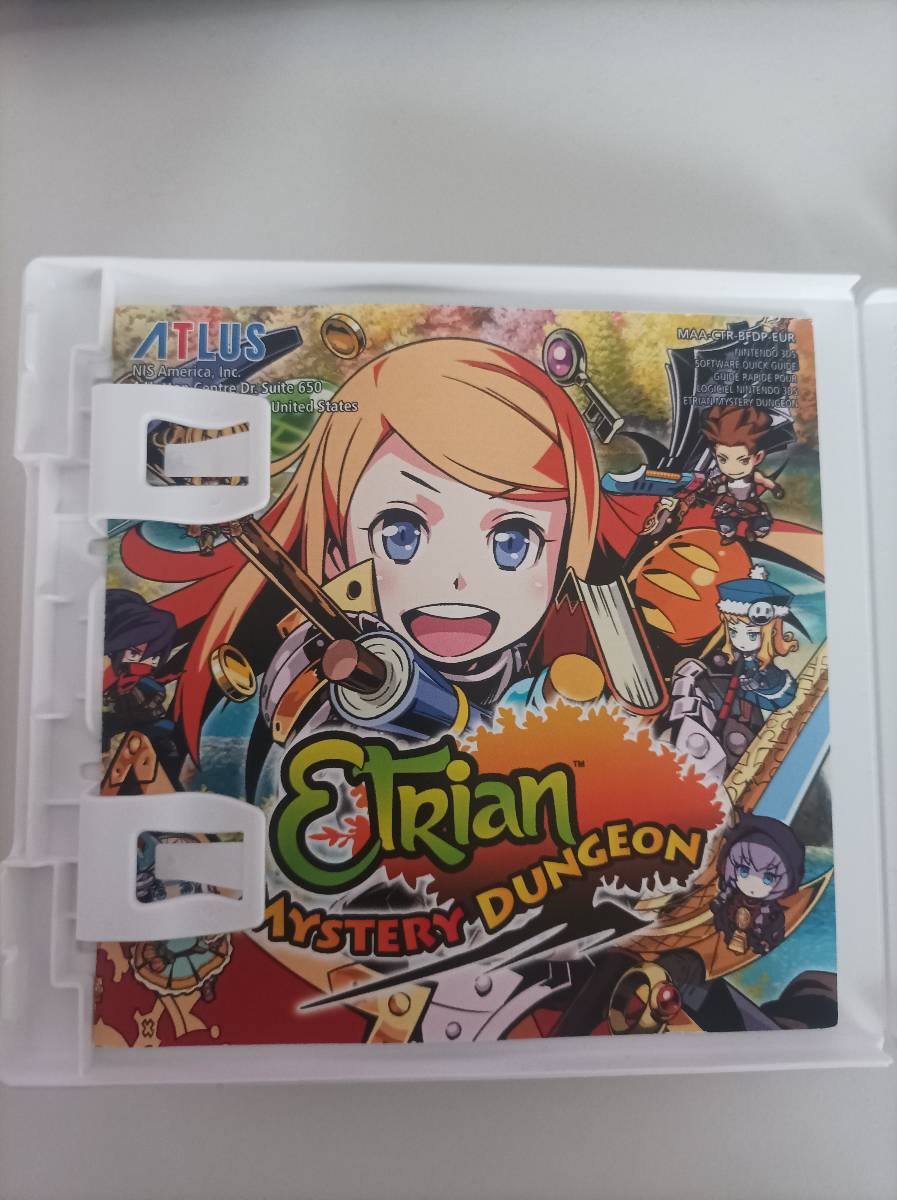 ATLUS
NIS America, Inc.
Centre Dr. Suite 650
United States
MAA-CTR-BFDP-EUR
NINTENDO 3DS
SOFTWARE QUICK GUIDE
GUIDE RAPIDE POUR
LOGICIEL NINTENDO 3DS
ETRIAN MYSTERY DUNGEON
ETRIAN™
MYSTERY DUNGEON